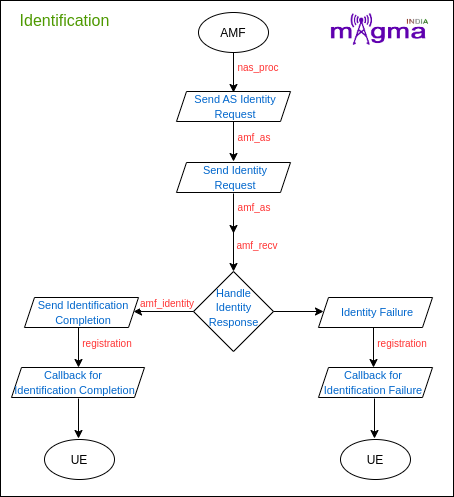 Identification
INDIA
magma
AMF
nas_proc
Send AS Identity
Request
amf_as
Send Identity
Request
amf_as
amf_recv
Handle
Identity
Response
amf_identity
Send Identification
Completion
Identity Failure
registration
registration
Callback for
Identification Completion
Callback for
Identification Failure
UE
UE